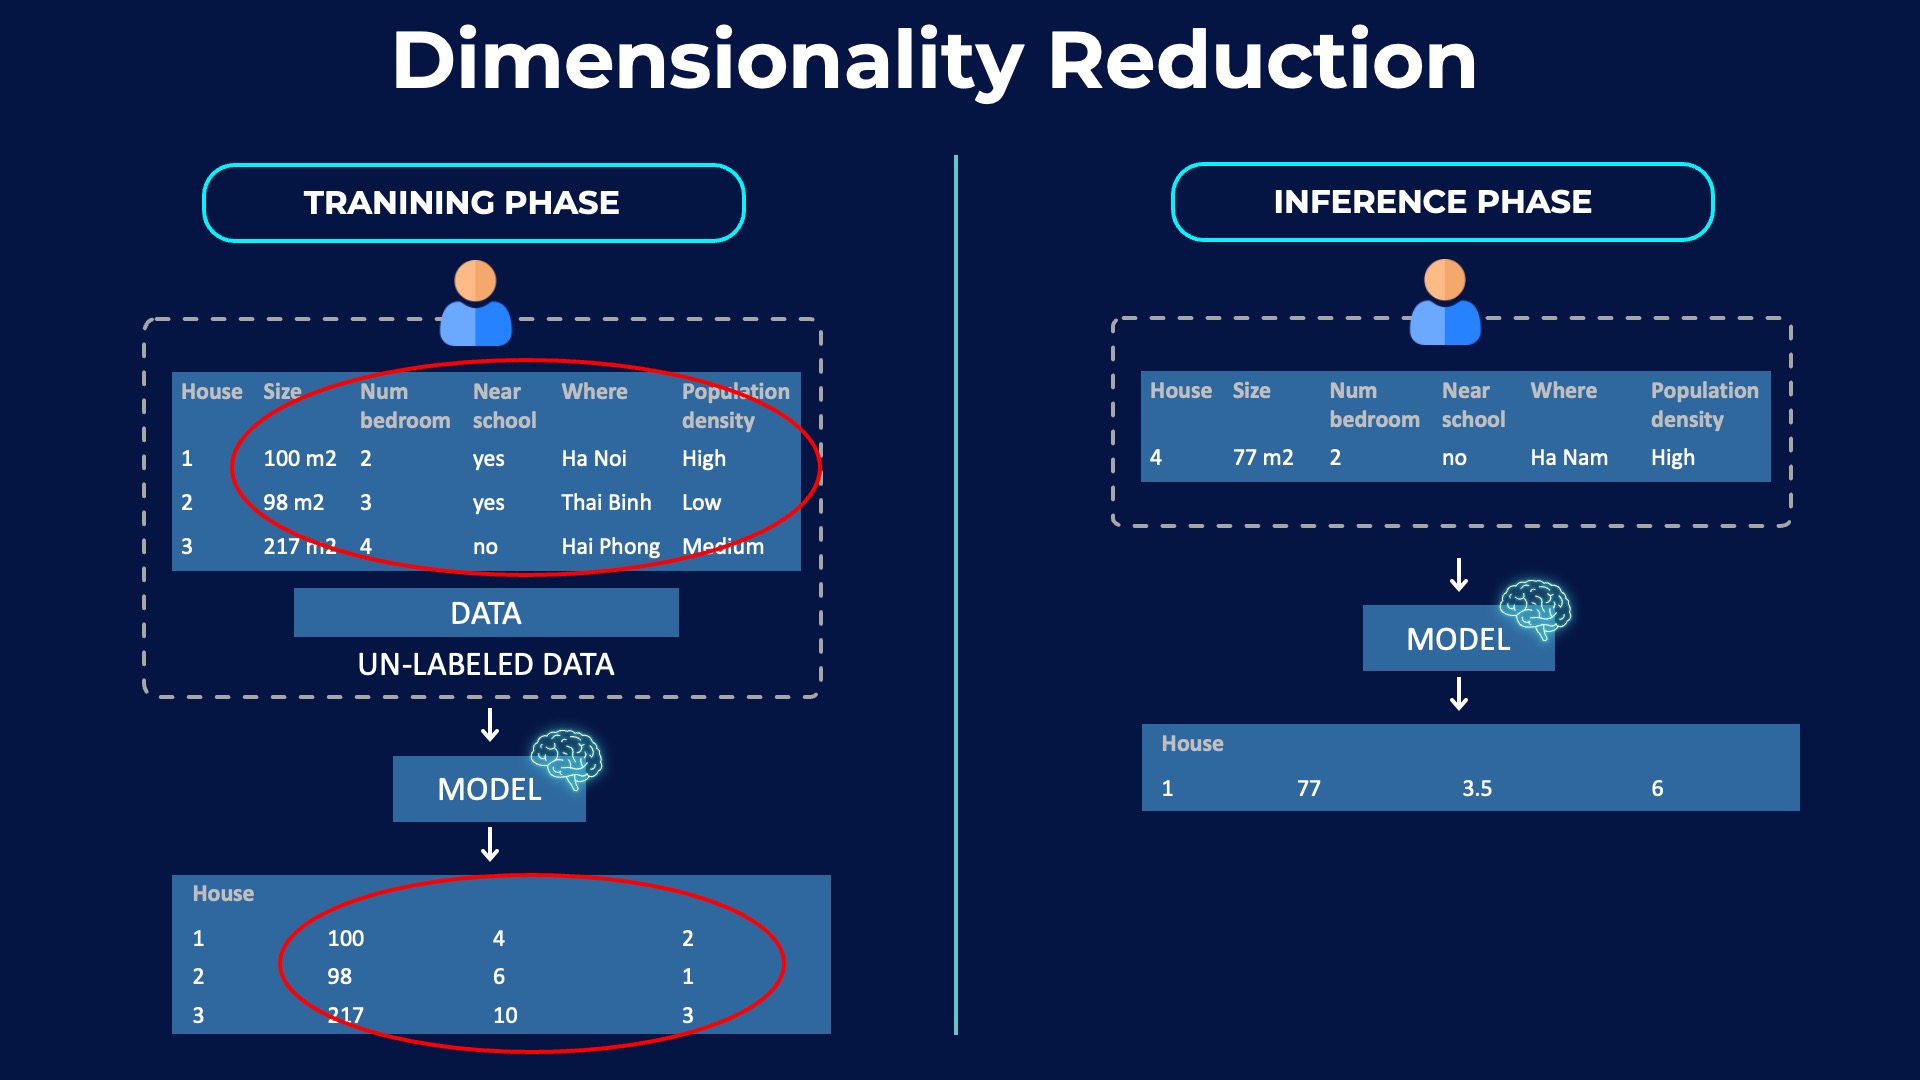 Dimensionality Reduction
TRANINING PHASE
House Size Num bedroom Near school Where Population density
1 100 m2 2 yes Ha Noi High
2 98 m2 3 yes Thai Binh Low
3 217 m2 4 no Hai Phong Medium
DATA
UN-LABELED DATA
MODEL
House
1 100 4 2
2 98 6 1
3 217 10 3
INFERENCE PHASE
House Size Num bedroom Near school Where Population density
4 77 m2 2 no Ha Nam High
MODEL
House
1 77 3.5 6